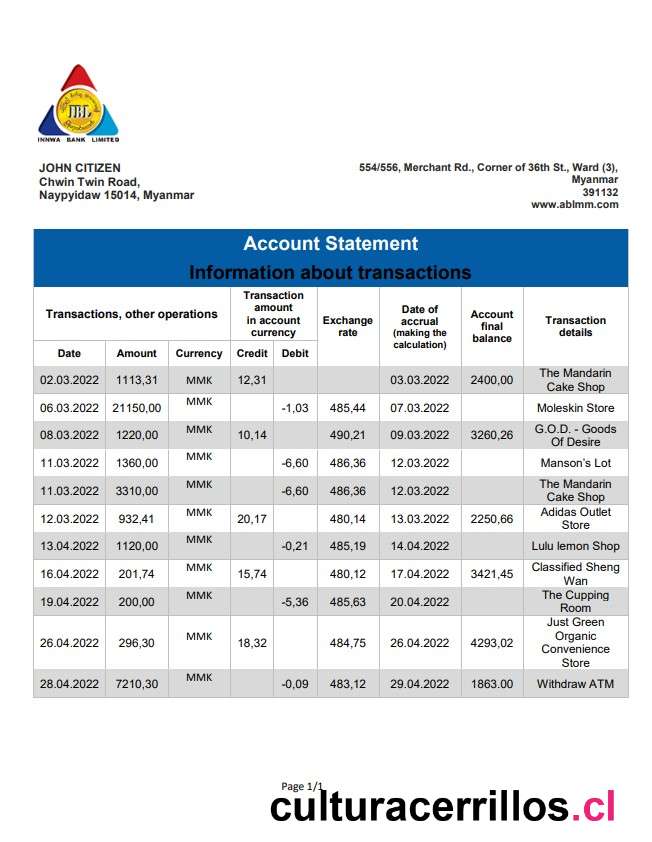 IBL
INNWA BANK LIMITED
JOHN CITIZEN
Chwin Twin Road,
Naypyidaw 15014, Myanmar
554/556, Merchant Rd., Corner of 36th St., Ward (3),
Myanmar
391132
www.ablmm.com
Account Statement
Information about transactions
Transactions, other operations
Transaction
amount
in account
currency
Exchange
rate
Date of
accrual
(making the
calculation)
Account
final
balance
Transaction
details
Date Amount Currency Credit Debit
02.03.2022 1113,31 MMK 12,31 03.03.2022 2400,00 The Mandarin
Cake Shop
06.03.2022 21150,00 MMK -1,03 485,44 07.03.2022 Moleskin Store
08.03.2022 1220,00 MMK 10,14 490,21 09.03.2022 3260,26 G.O.D. - Goods
Of Desire
11.03.2022 1360,00 MMK -6,60 486,36 12.03.2022 Manson's Lot
11.03.2022 3310,00 MMK -6,60 486,36 12.03.2022 The Mandarin
Cake Shop
12.03.2022 932,41 MMK 20,17 480,14 13.03.2022 2250,66 Adidas Outlet
Store
13.04.2022 1120,00 MMK -0,21 485,19 14.04.2022 Lulu lemon Shop
16.04.2022 201,74 MMK 15,74 480,12 17.04.2022 3421,45 Classified Sheng
Wan
19.04.2022 200,00 MMK -5,36 485,63 20.04.2022 The Cupping
Room
26.04.2022 296,30 MMK 18,32 484,75 26.04.2022 4293,02 Just Green
Organic
Convenience
Store
28.04.2022 7210,30 MMK -0,09 483,12 29.04.2022 1863.00 Withdraw ATM
Page 1/1
culturacerrillos.cl